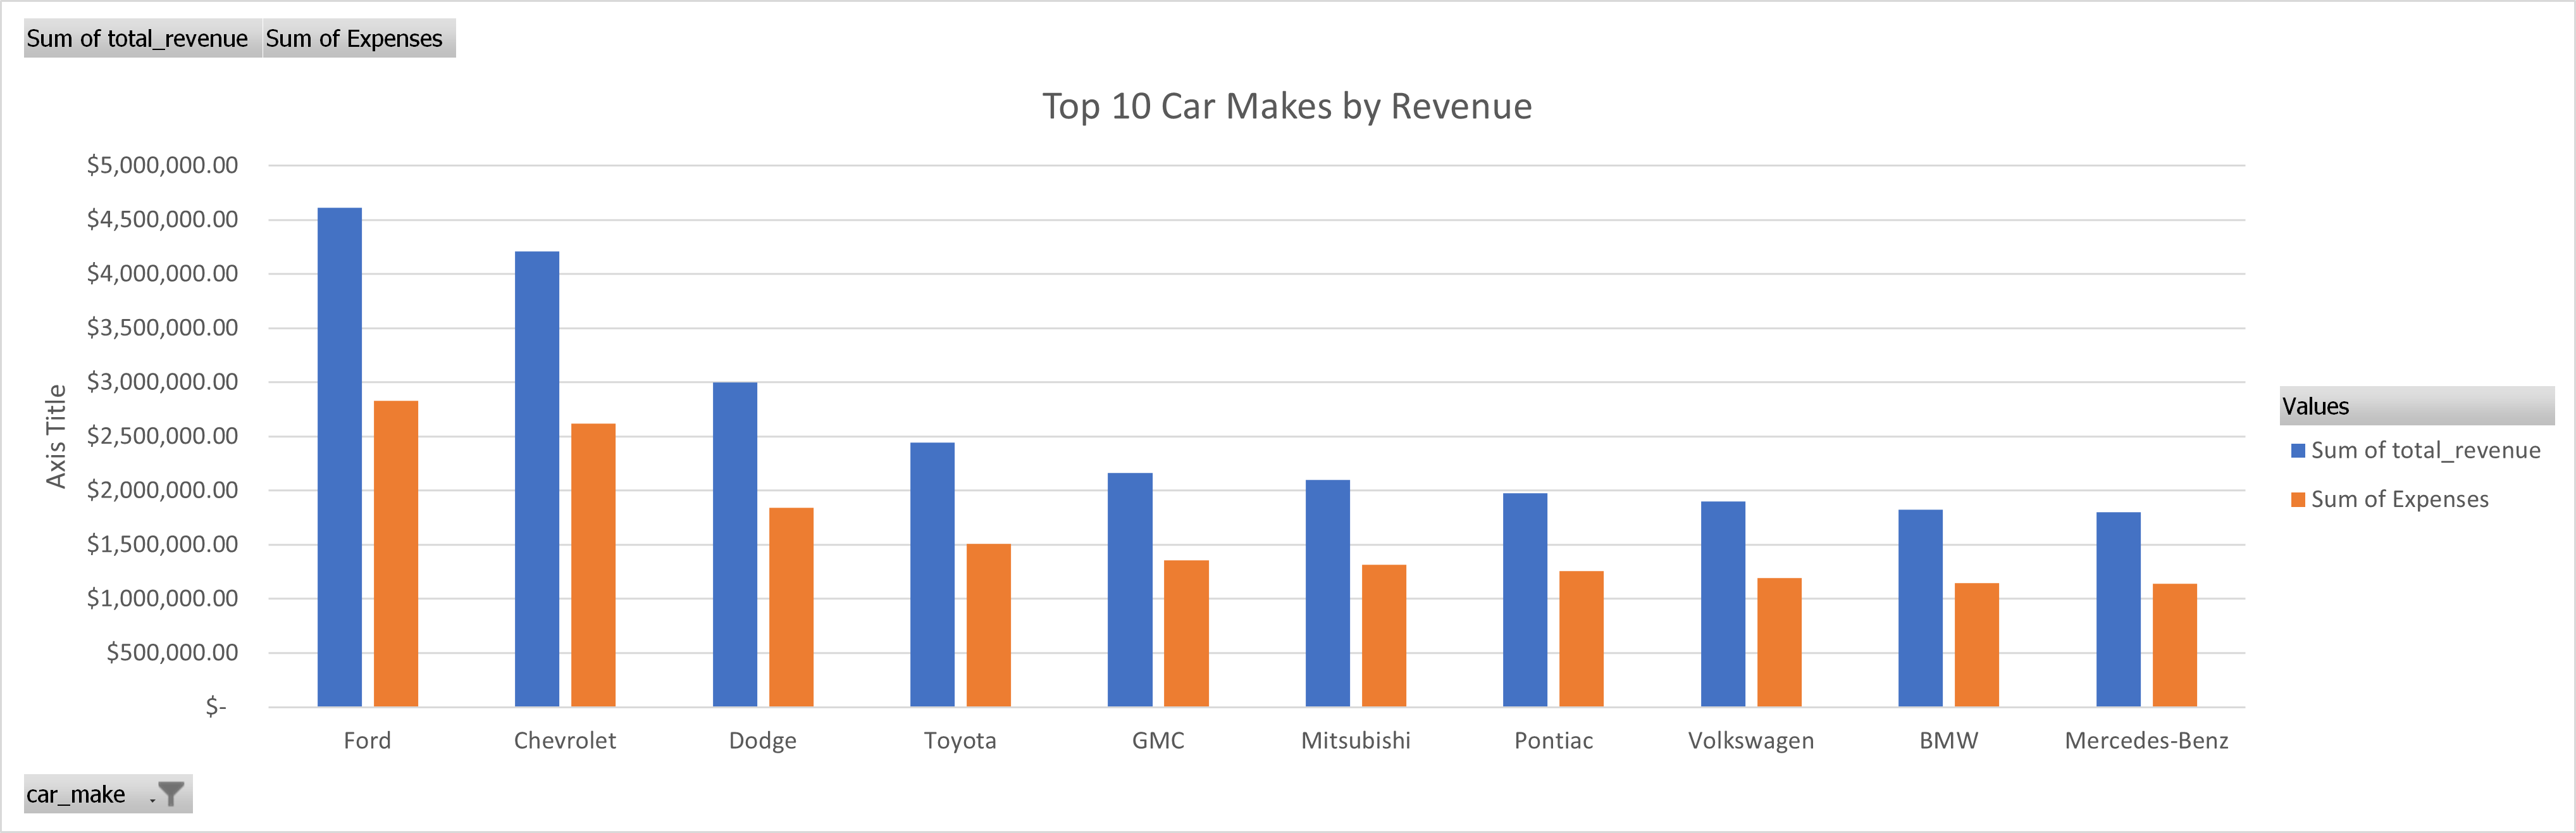 Sum of total_revenue Sum of Expenses
Top 10 Car Makes by Revenue
$5,000,000.00
$4,500,000.00
$4,000,000.00
$3,500,000.00
$3,000,000.00
$2,500,000.00
$2,000,000.00
$1,500,000.00
$1,000,000.00
$500,000.00
$-
Axis Title
Ford Chevrolet Dodge Toyota GMC Mitsubishi Pontiac Volkswagen BMW Mercedes-Benz
Values
Sum of total_revenue
Sum of Expenses
car_make